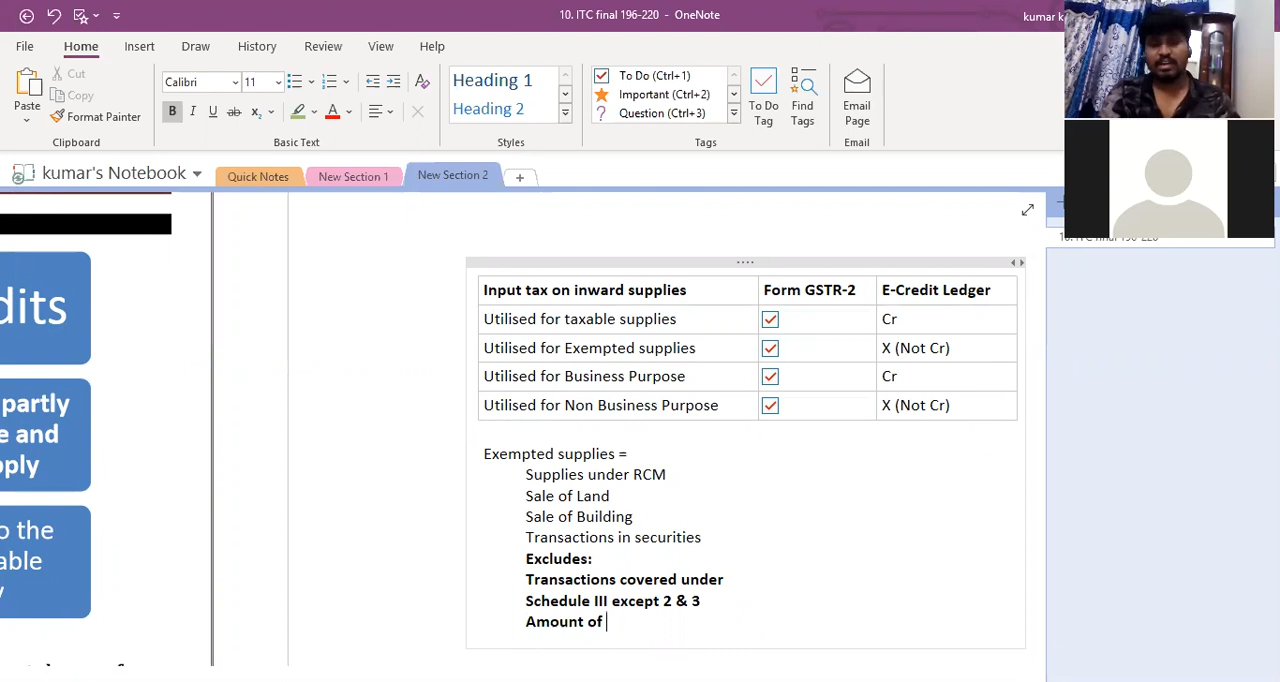 10. ITC final 196-220 - OneNote
kumar k
File Home Insert Draw History Review View Help
Paste
Cut
Copy
Format Painter
Clipboard
Calibri 11
B I U ab x₂ A
Basic Text
Heading 1
Heading 2
Styles
To Do (Ctrl+1)
Important (Ctrl+2)
Question (Ctrl+3)
To Do Tag
Find Tags
Tags
Email Page
Email
kumar's Notebook
Quick Notes New Section 1 New Section 2
dits
partly
e and
pply
o the
able
y
Input tax on inward supplies Form GSTR-2 E-Credit Ledger
Utilised for taxable supplies Cr
Utilised for Exempted supplies X (Not Cr)
Utilised for Business Purpose Cr
Utilised for Non Business Purpose X (Not Cr)
Exempted supplies =
Supplies under RCM
Sale of Land
Sale of Building
Transactions in securities
Excludes:
Transactions covered under
Schedule III except 2 & 3
Amount of